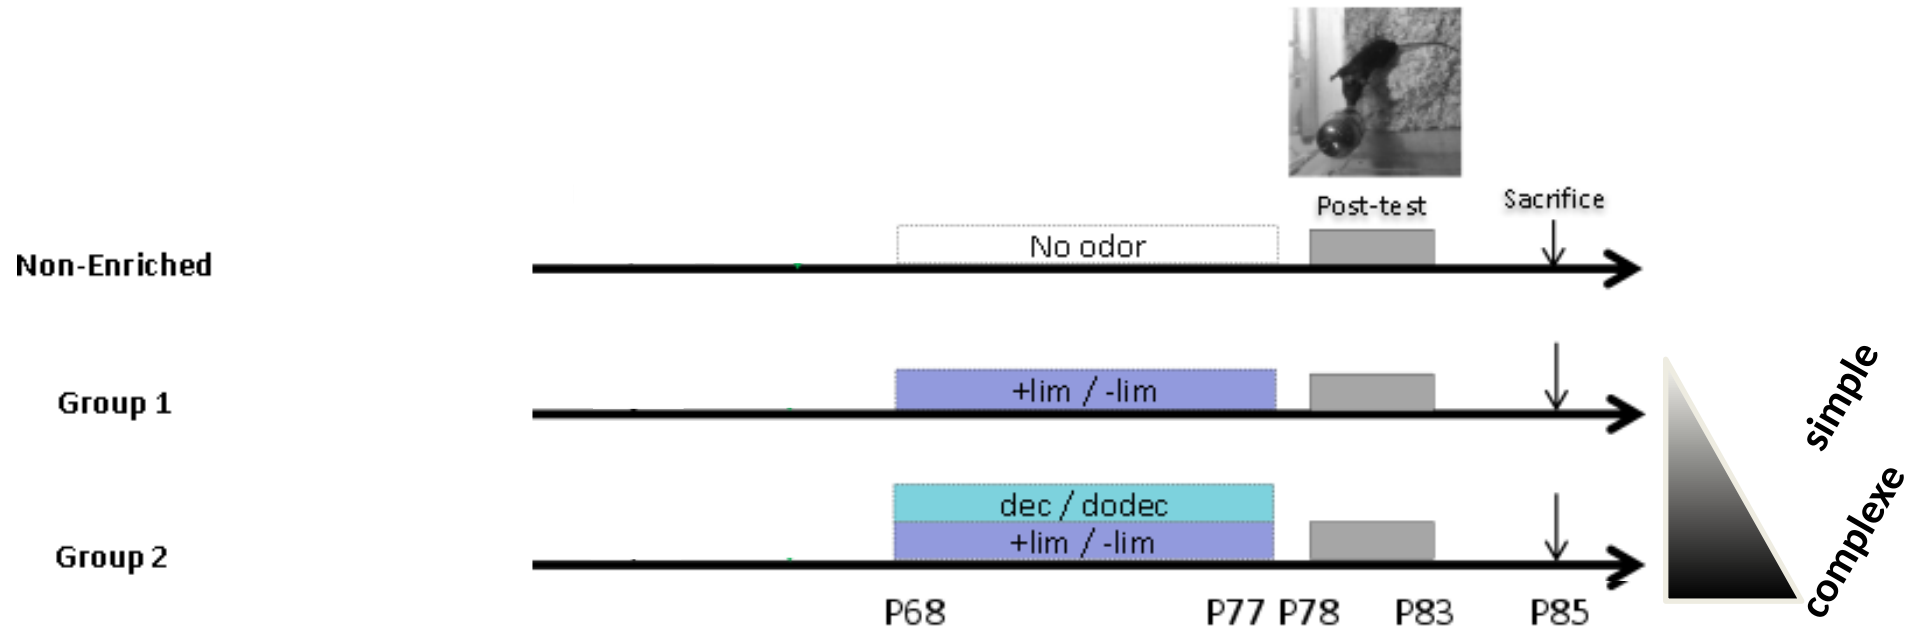 Post-test
Sacrifice
No odor
Non-Enriched
+lim / -lim
Group 1
simple
dec / dodec
+lim / -lim
Group 2
complexe
P68
P77
P78
P83
P85